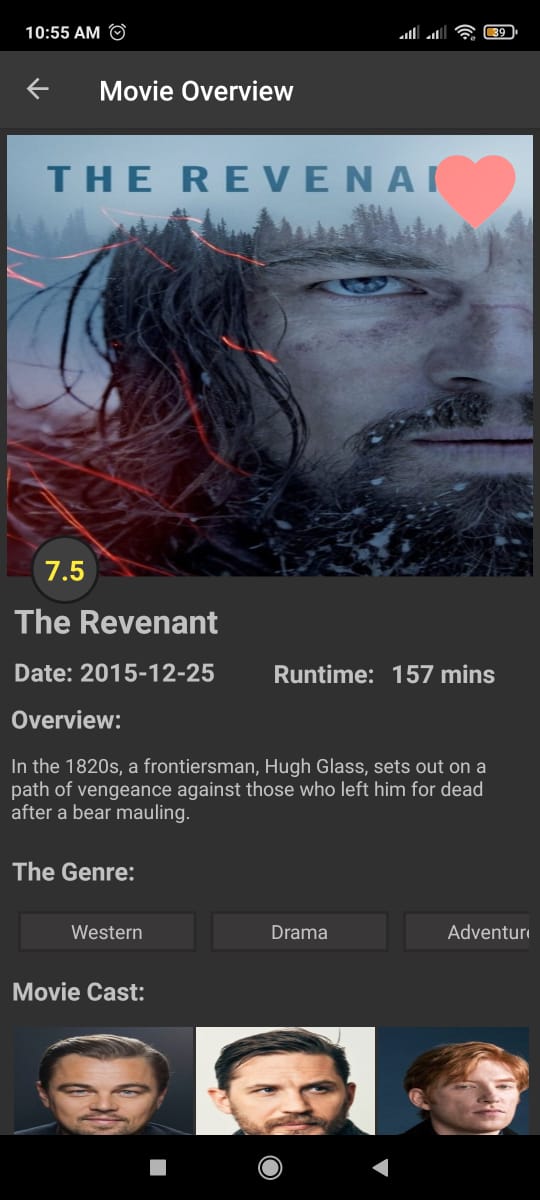 10:55 AM
39
Movie Overview
THE REVENA
7.5
The Revenant
Date: 2015-12-25
Runtime: 157 mins
Overview:
In the 1820s, a frontiersman, Hugh Glass, sets out on a
path of vengeance against those who left him for dead
after a bear mauling.
The Genre:
Western Drama Adventure
Movie Cast: